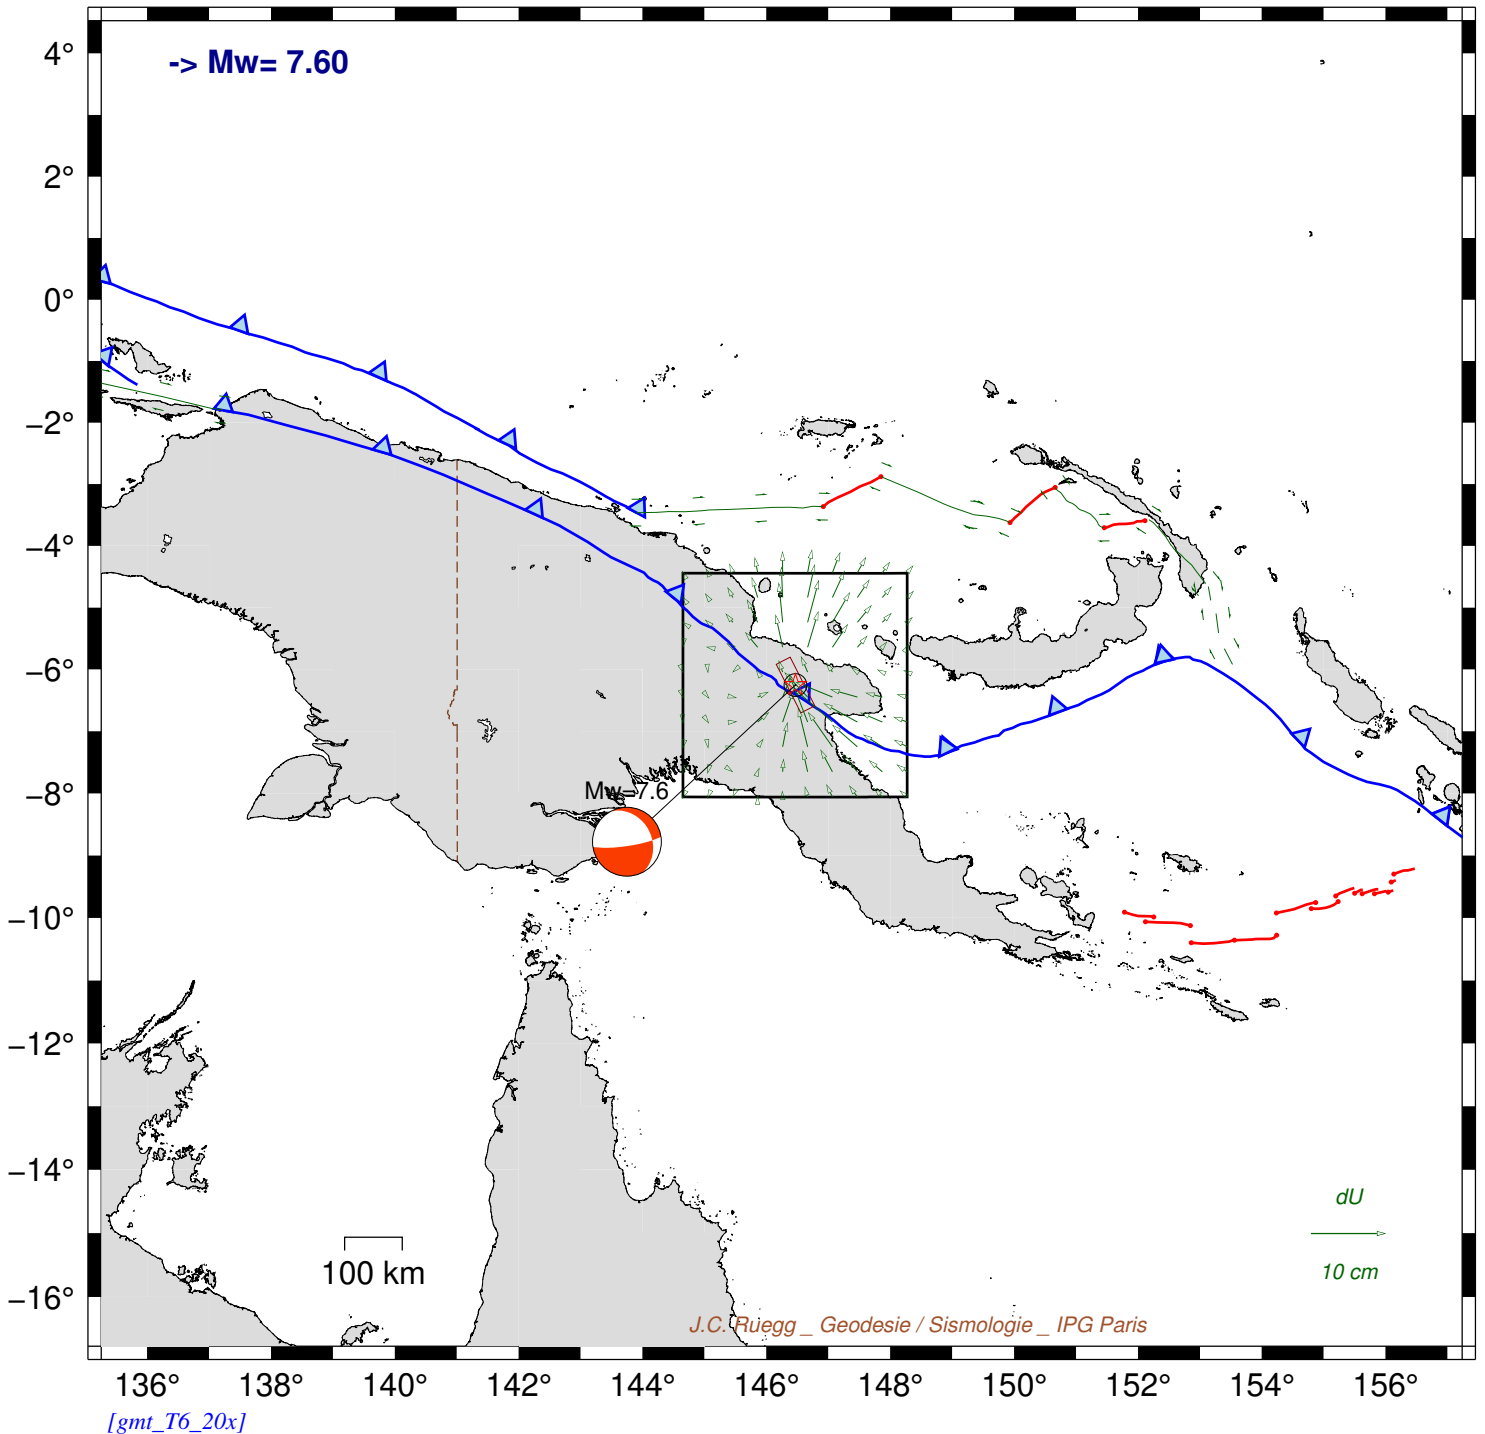 -> Mw= 7.60
4°
2°
0°
−2°
−4°
−6°
−8°
−10°
−12°
−14°
−16°
Mw=7.6
dU
10 cm
100 km
J.C. Ruegg _ Geodesie / Sismologie _ IPG Paris
136° 138° 140° 142° 144° 146° 148° 150° 152° 154° 156°
[gmt_T6_20x]